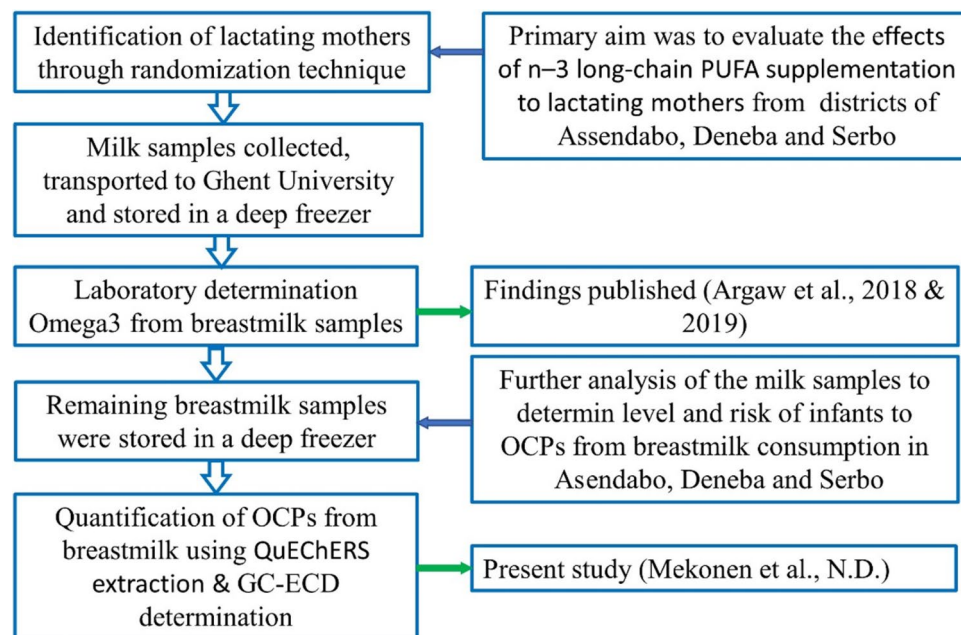 Identification of lactating mothers
through randomization technique
Primary aim was to evaluate the effects
of n–3 long-chain PUFA supplementation
to lactating mothers from districts of
Assendabo, Deneba and Serbo
Milk samples collected,
transported to Ghent University
and stored in a deep freezer
Laboratory determination
Omega3 from breastmilk samples
Findings published (Argaw et al., 2018 &
2019)
Remaining breastmilk samples
were stored in a deep freezer
Further analysis of the milk samples to
determin level and risk of infants to
OCPs from breastmilk consumption in
Asendabo, Deneba and Serbo
Quantification of OCPs from
breastmilk using QuEChERS
extraction & GC-ECD
determination
Present study (Mekonen et al., N.D.)